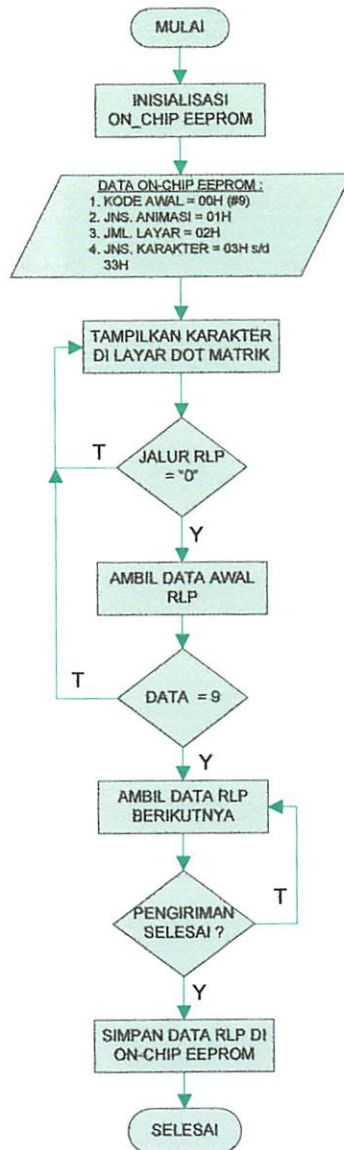 MULAI
INISIALISASI
ON_CHIP EEPROM
DATA ON-CHIP EEPROM :
1. KODE AWAL = 00H (#9)
2. JNS. ANIMASI = 01H
3. JML. LAYAR = 02H
4. JNS. KARAKTER = 03H s/d
33H
TAMPILKAN KARAKTER
DI LAYAR DOT MATRIK
T
JALUR RLP
= "0"
Y
AMBIL DATA AWAL
RLP
T
DATA = 9
Y
AMBIL DATA RLP
BERIKUTNYA
T
PENGIRIMAN
SELESAI ?
Y
SIMPAN DATA RLP DI
ON-CHIP EEPROM
SELESAI